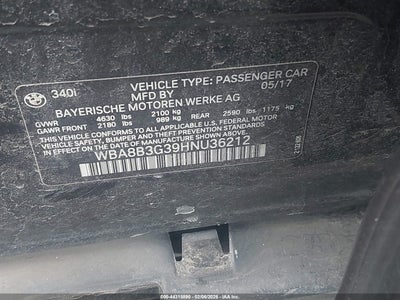 340i
VEHICLE TYPE: PASSENGER CAR
MFD BY 05/17
BAYERISCHE MOTOREN WERKE AG
GVWR 4630 lbs 2100 kg
GAWR FRONT 2180 lbs 989 kg REAR 2590 lbs - 1175 kg
THIS VEHICLE CONFORMS TO ALL APPLICABLE U.S. FEDERAL MOTOR
VEHICLE SAFETY, BUMPER AND THEFT PREVENTION STANDARDS
IN EFFECT ON THE DATE OF MANUFACTURE SHOWN ABOVE.
WBA8B3G39HNU36212